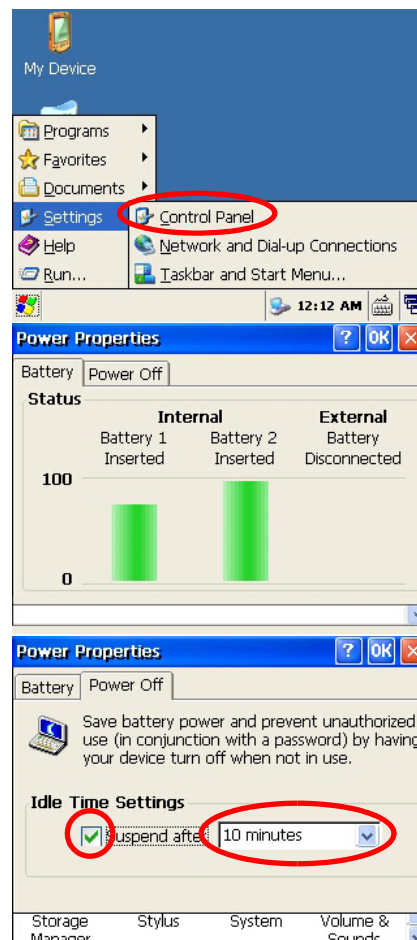 My Device
Programs
Favorites
Documents
Settings
Control Panel
Help
Network and Dial-up Connections
Run...
Taskbar and Start Menu...
12:12 AM
Power Properties ? OK
Battery Power Off
Status
Internal External
Battery 1 Battery 2 Battery
Inserted Inserted Disconnected
100
0
Power Properties ? OK
Battery Power Off
Save battery power and prevent unauthorized
use (in conjunction with a password) by having
your device turn off when not in use.
Idle Time Settings
Suspend after 10 minutes
Storage Stylus System Volume &
Manager Sounds